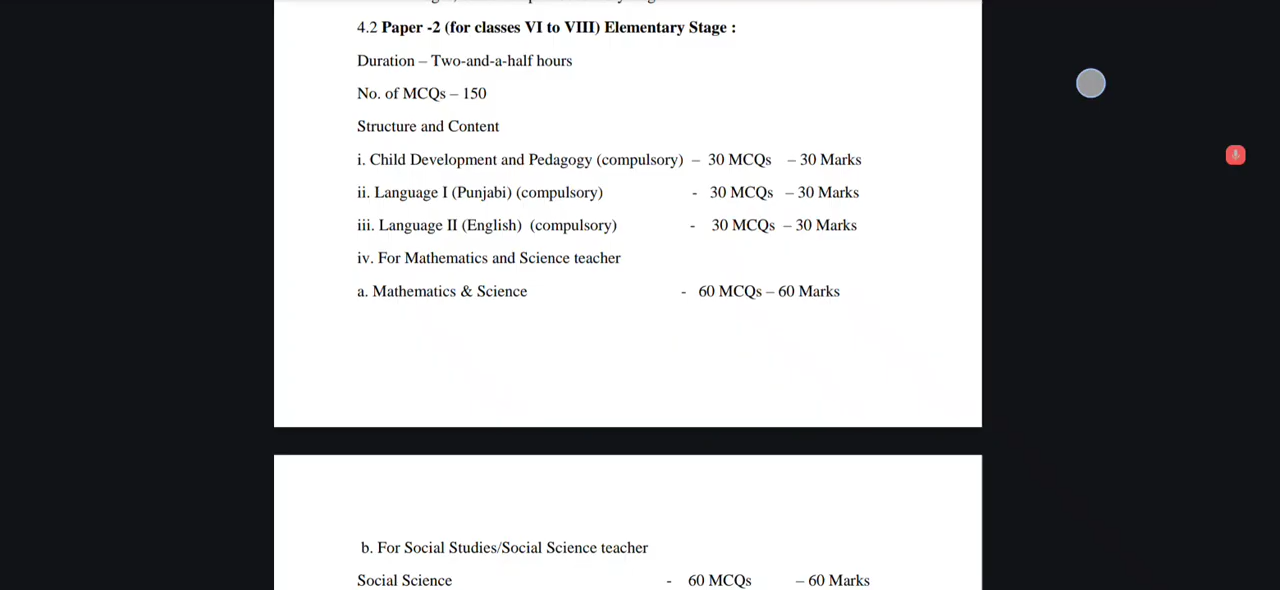 4.2 Paper -2 (for classes VI to VIII) Elementary Stage :
Duration – Two-and-a-half hours
No. of MCQs – 150
Structure and Content
i. Child Development and Pedagogy (compulsory) – 30 MCQs – 30 Marks
ii. Language I (Punjabi) (compulsory) - 30 MCQs – 30 Marks
iii. Language II (English) (compulsory) - 30 MCQs – 30 Marks
iv. For Mathematics and Science teacher
a. Mathematics & Science - 60 MCQs – 60 Marks
b. For Social Studies/Social Science teacher
Social Science - 60 MCQs – 60 Marks